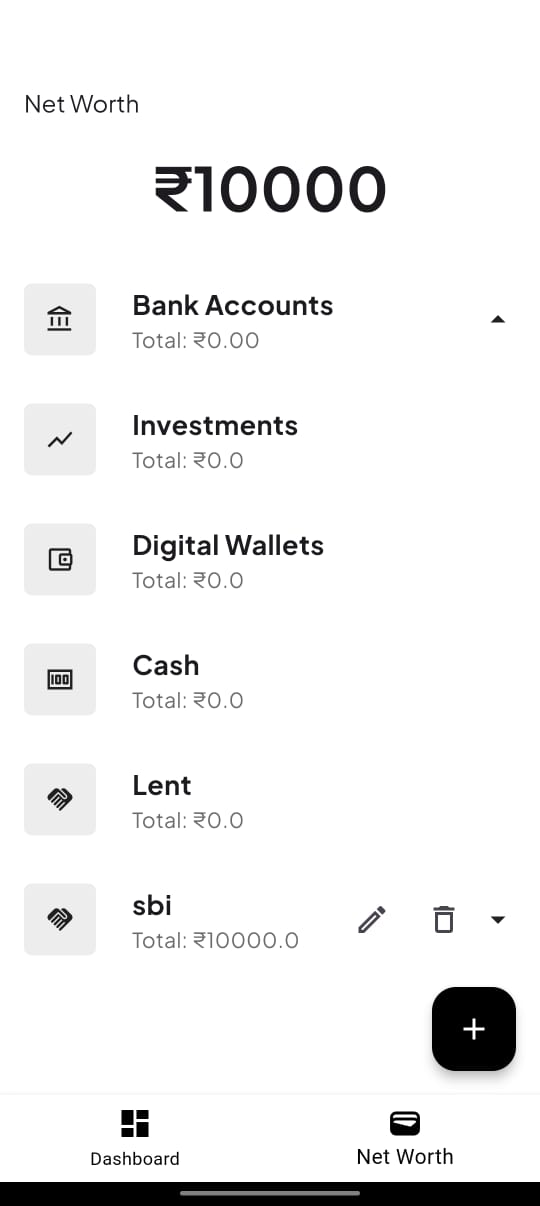 Net Worth
₹10000
Bank Accounts
Total: ₹0.00
Investments
Total: ₹0.0
Digital Wallets
Total: ₹0.0
Cash
Total: ₹0.0
Lent
Total: ₹0.0
sbi
Total: ₹10000.0
Dashboard
Net Worth